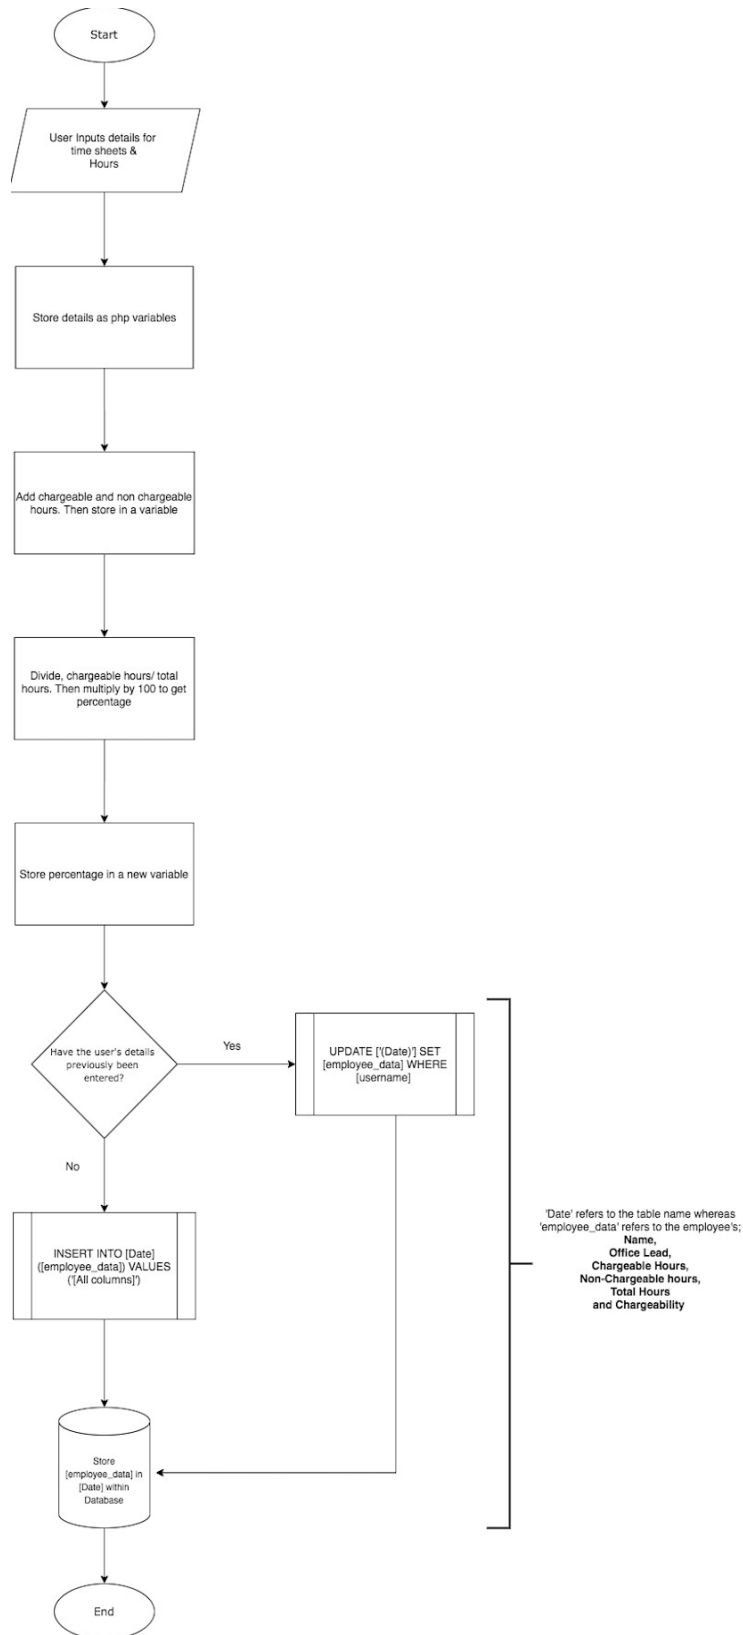 Start
User Inputs details for
time sheets &
Hours
Store details as php variables
Add chargeable and non chargeable
hours. Then store in a variable
Divide, chargeable hours/ total
hours. Then multiply by 100 to get
percentage
Store percentage in a new variable
Have the user's details
previously been
entered?
Yes
UPDATE ['(Date)'] SET
[employee_data] WHERE
[username]
No
INSERT INTO [Date]
([employee_data]) VALUES
('[All columns]')
'Date' refers to the table name whereas
'employee_data' refers to the employee's;
Name,
Office Lead,
Chargeable Hours,
Non-Chargeable hours,
Total Hours
and Chargeability
Store
[employee_data] in
[Date] within
Database
End